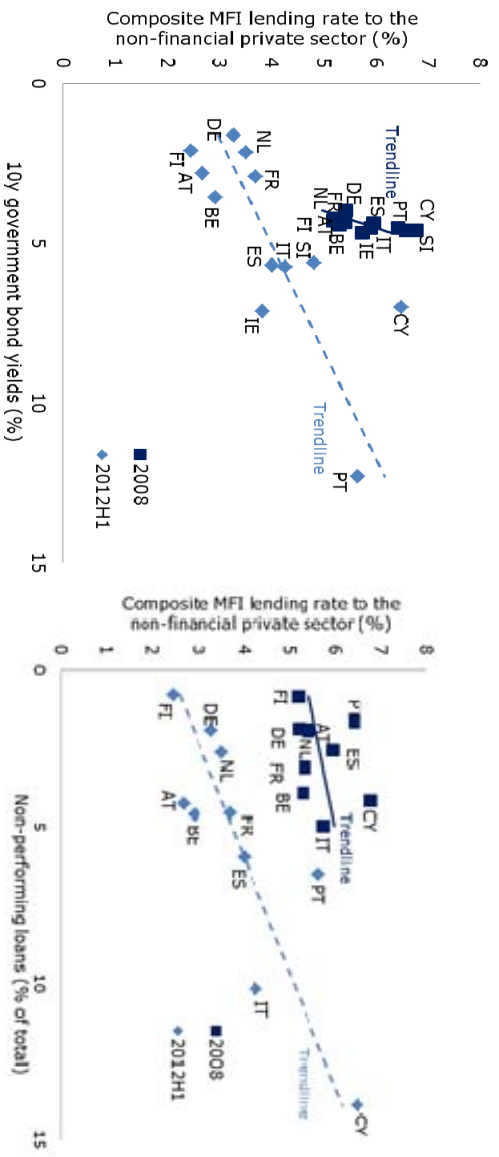 Composite MFI lending rate to the
non-financial private sector (%)
0 1 2 3 4 5 6 7
Trendline
CY
SI
PT
ES
IT
DE
IE
FR
NL
AT
BE
FI
SI
CY
IT
ES
NL
DE
FR
FI
AT
BE
IE
PT
Trendline
0
5
10
15
10y government bond yields (%)
2008
2012H1
Composite MFI lending rate to the
non-financial private sector (%)
0 1 2 3 4 5 6 7 8
FI
ES
AT
DE
NL
FR
BE
CY
IT
Trendline
PT
FI
DE
NL
AT
BE
FR
ES
IT
CY
Trendline
0
5
10
15
Non-performing loans (% of total)
2008
2012H1